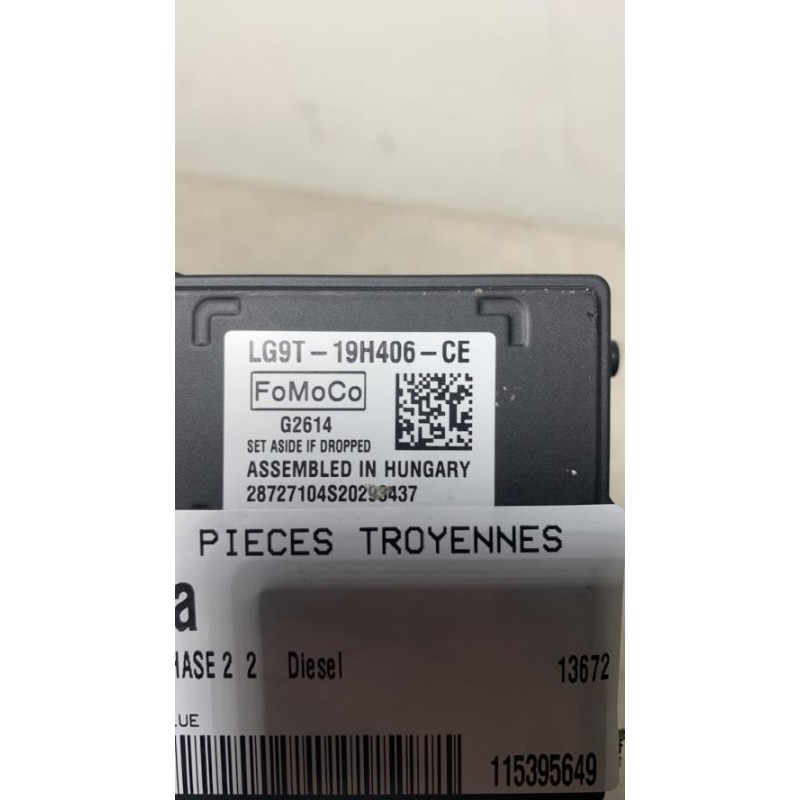 LG9T-19H406-CE
FoMoCo
G2614
SET ASIDE IF DROPPED
ASSEMBLED IN HUNGARY
28727104S20293437
PIECES TROYENNES
a
HASE 2 2 Diesel 13672
LUE
115395649